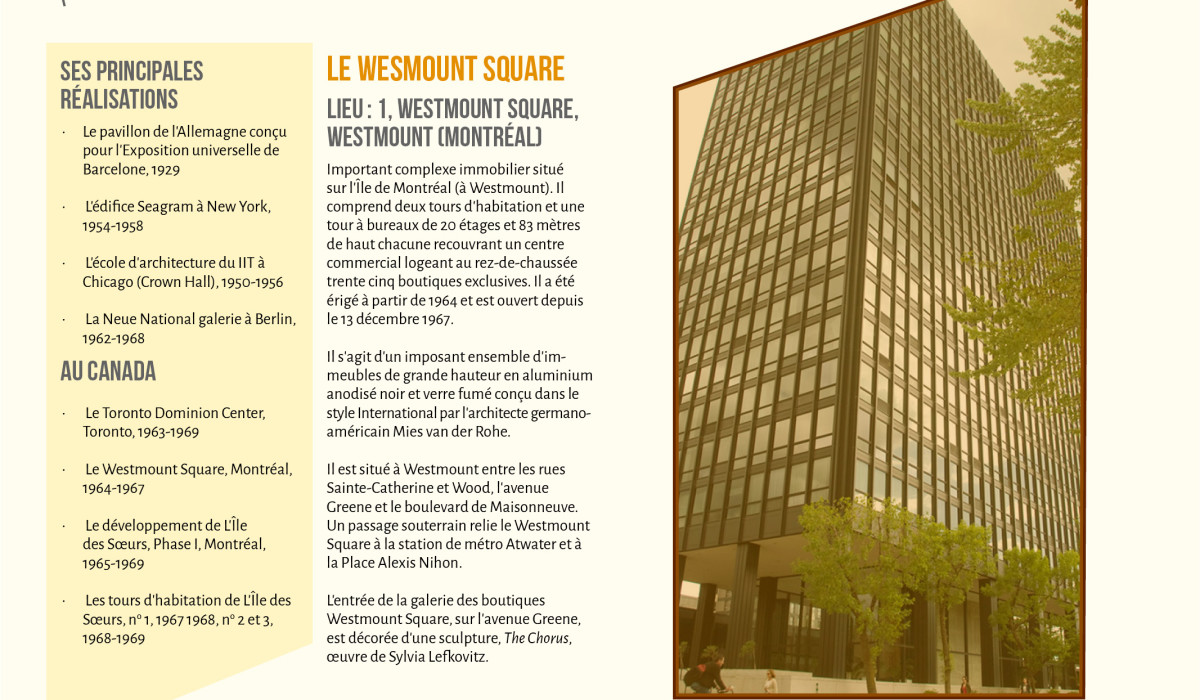 SES PRINCIPALES
RÉALISATIONS
· Le pavillon de l'Allemagne conçu
pour l'Exposition universelle de
Barcelone, 1929
· L'édifice Seagram à New York,
1954-1958
· L'école d'architecture du IIT à
Chicago (Crown Hall), 1950-1956
· La Neue National galerie à Berlin,
1962-1968
AU CANADA
· Le Toronto Dominion Center,
Toronto, 1963-1969
· Le Westmount Square, Montréal,
1964-1967
· Le développement de L'Île
des Sœurs, Phase I, Montréal,
1965-1969
· Les tours d'habitation de L'Île des
Sœurs, nº 1, 1967 1968, nº 2 et 3,
1968-1969
LE WESMOUNT SQUARE
LIEU : 1, WESTMOUNT SQUARE,
WESTMOUNT (MONTRÉAL)
Important complexe immobilier situé
sur l'Île de Montréal (à Westmount). Il
comprend deux tours d'habitation et une
tour à bureaux de 20 étages et 83 mètres
de haut chacune recouvrant un centre
commercial logeant au rez-de-chaussée
trente cinq boutiques exclusives. Il a été
érigé à partir de 1964 et est ouvert depuis
le 13 décembre 1967.
Il s'agit d'un imposant ensemble d'im-
meubles de grande hauteur en aluminium
anodisé noir et verre fumé conçu dans le
style International par l'architecte germano-
américain Mies van der Rohe.
Il est situé à Westmount entre les rues
Sainte-Catherine et Wood, l'avenue
Greene et le boulevard de Maisonneuve.
Un passage souterrain relie le Westmount
Square à la station de métro Atwater et à
la Place Alexis Nihon.
L'entrée de la galerie des boutiques
Westmount Square, sur l'avenue Greene,
est décorée d'une sculpture, The Chorus,
œuvre de Sylvia Lefkovitz.